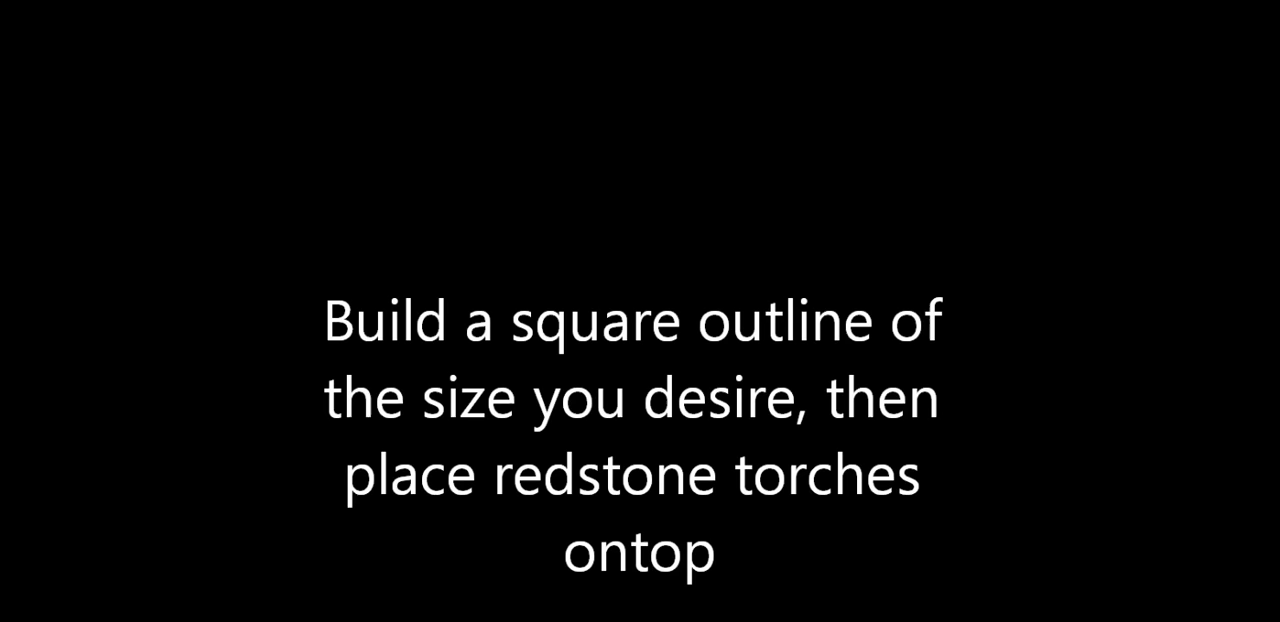 Build a square outline of
the size you desire, then
place redstone torches
ontop